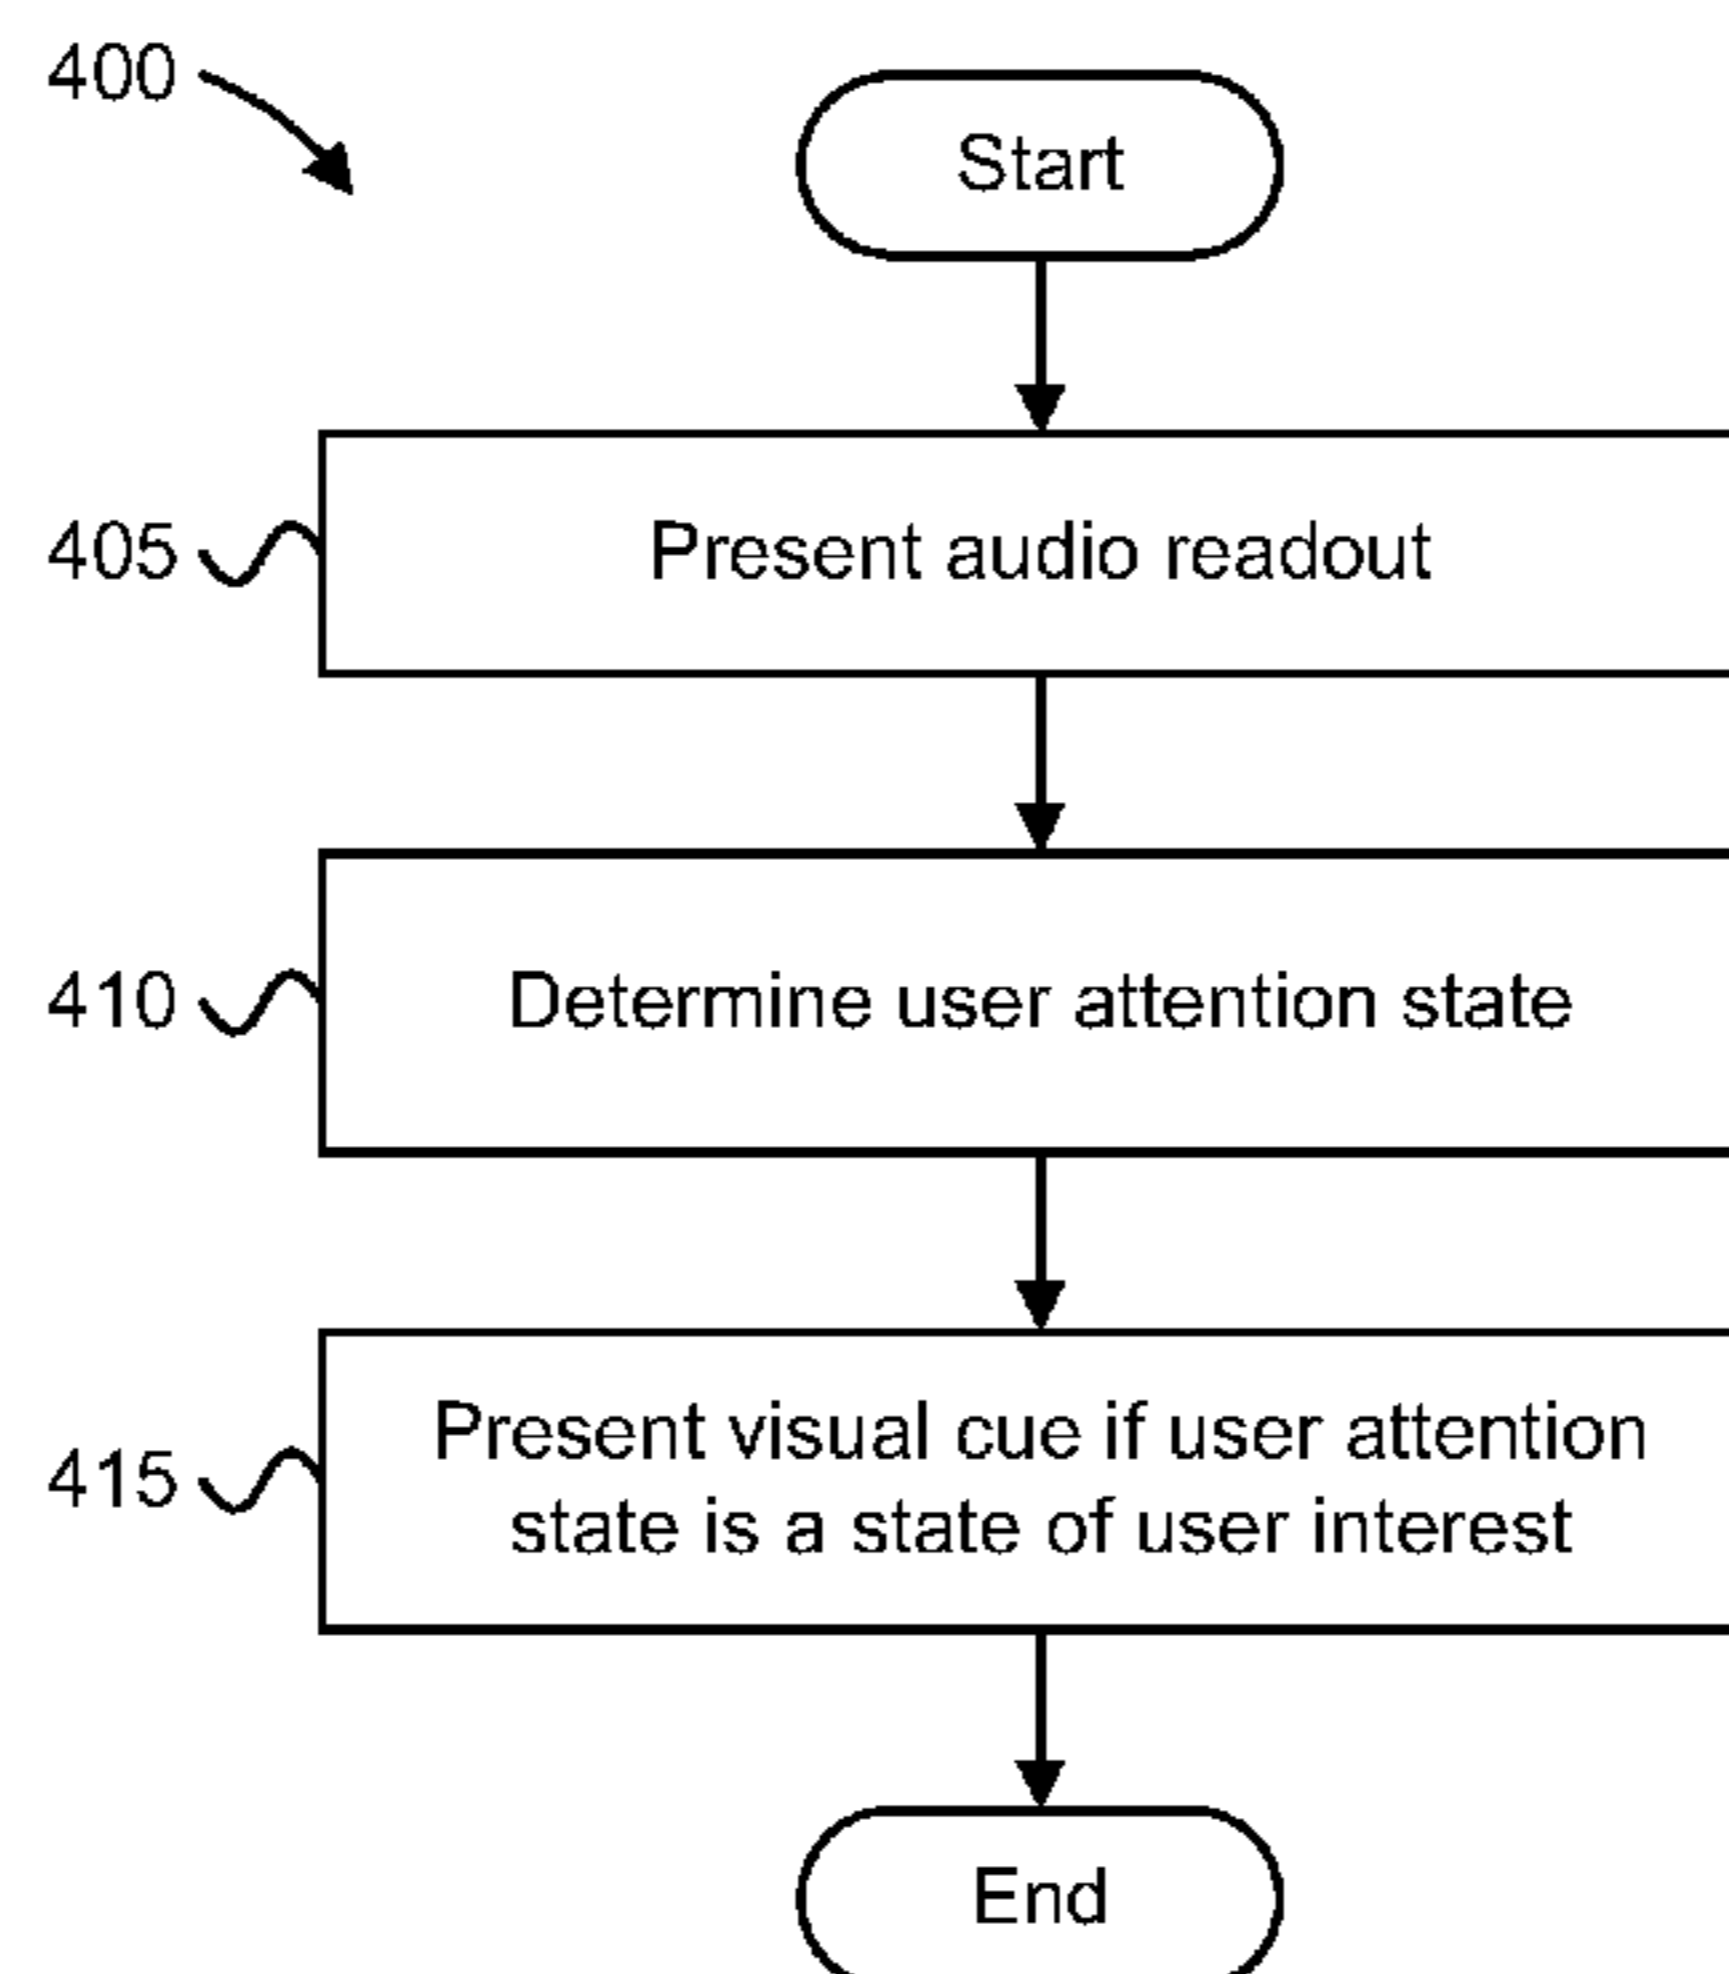 400
Start
405
Present audio readout
410
Determine user attention state
415
Present visual cue if user attention
state is a state of user interest
End